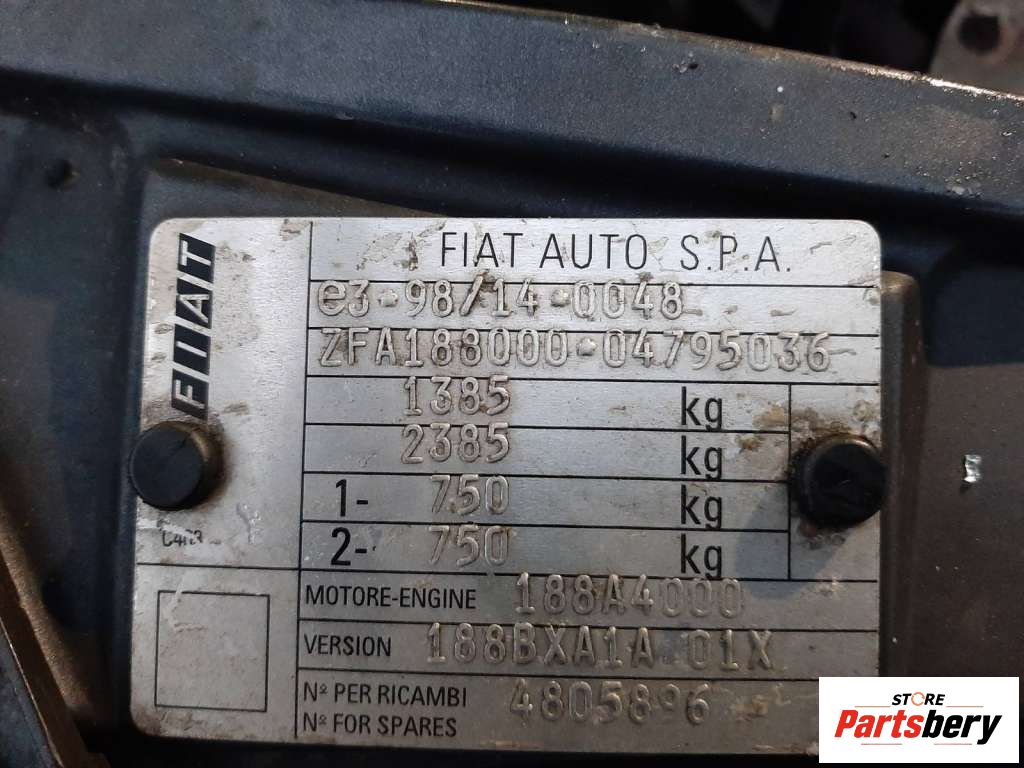 FIAT
FIAT AUTO S.P.A.
e3*98/14*0048
ZFA188000*04795036
1385 kg
2385 kg
1- 750 kg
2- 750 kg
MOTORE-ENGINE 188A4000
VERSION 188BXA1A 01X
Nº PER RICAMBI
Nº FOR SPARES 4805896
STORE
Partsbery